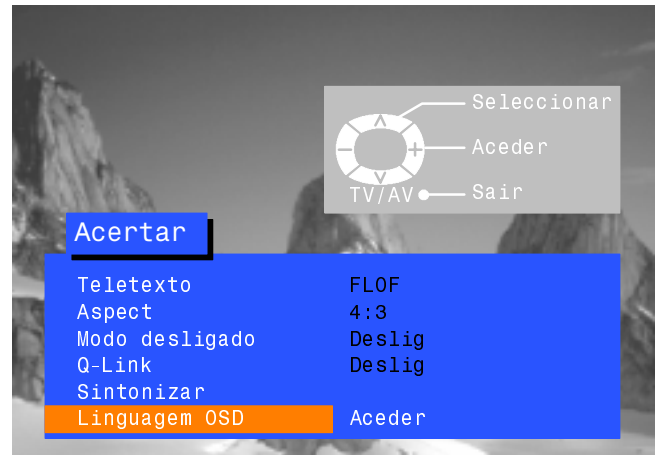 Seleccionar
Aceder
TV/AV Sair
Acertar
Teletexto FLOF
Aspect 4:3
Modo desligado Deslig
Q-Link Deslig
Sintonizar
Linguagem OSD Aceder